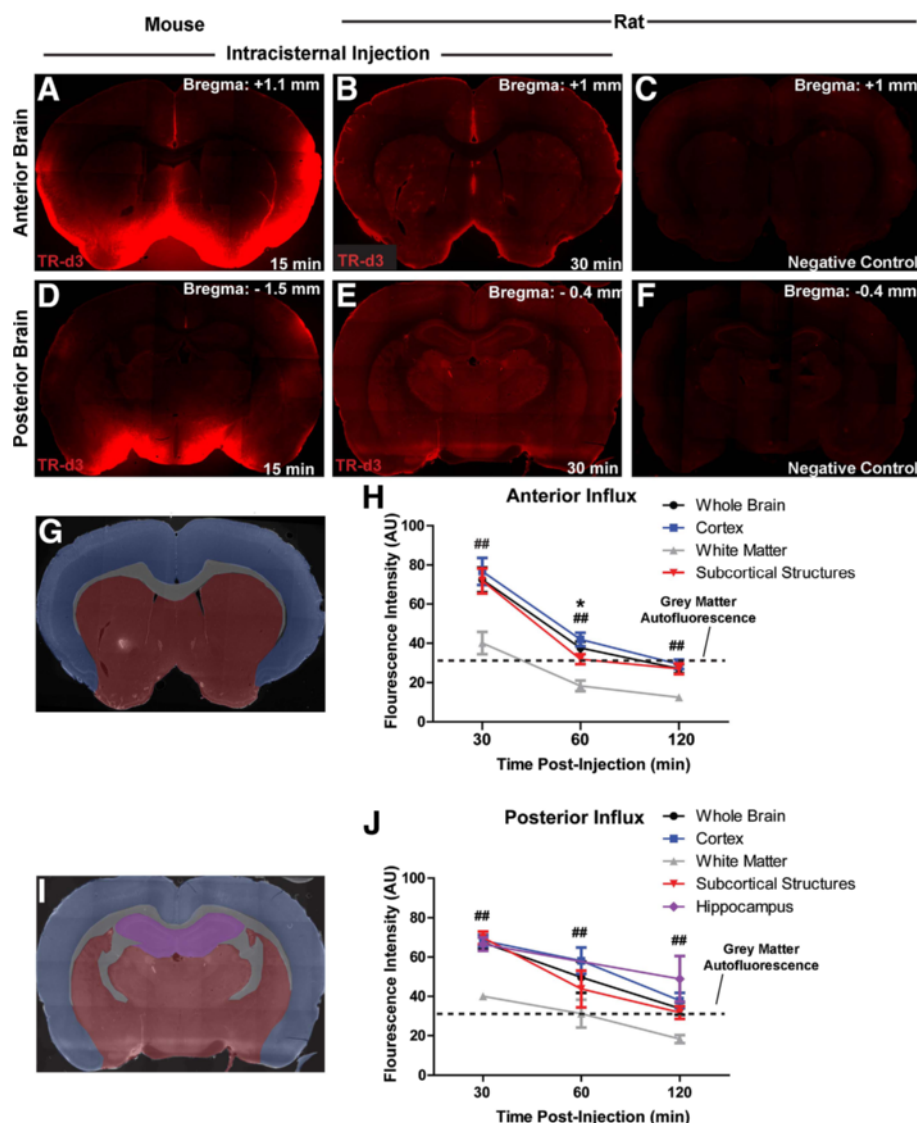 Mouse
Rat
Intracisternal Injection
Anterior Brain
A
Bregma: +1.1 mm
TR-d3
15 min
B
Bregma: +1 mm
TR-d3
30 min
C
Negative Control
Posterior Brain
D
Bregma: - 1.5 mm
TR-d3
15 min
E
Bregma: - 0.4 mm
TR-d3
30 min
F
Bregma: -0.4 mm
Negative Control
G
H
Anterior Influx
Whole Brain
Cortex
White Matter
Subcortical Structures
Flourescence Intensity (AU)
100
80
60
40
20
0
##
*
##
##
Grey Matter
Autofluorescence
30
60
120
Time Post-Injection (min)
I
J
Posterior Influx
Whole Brain
Cortex
White Matter
Subcortical Structures
Hippocampus
Flourescence Intensity (AU)
100
80
60
40
20
0
##
##
##
Grey Matter
Autofluorescence
30
60
120
Time Post-Injection (min)